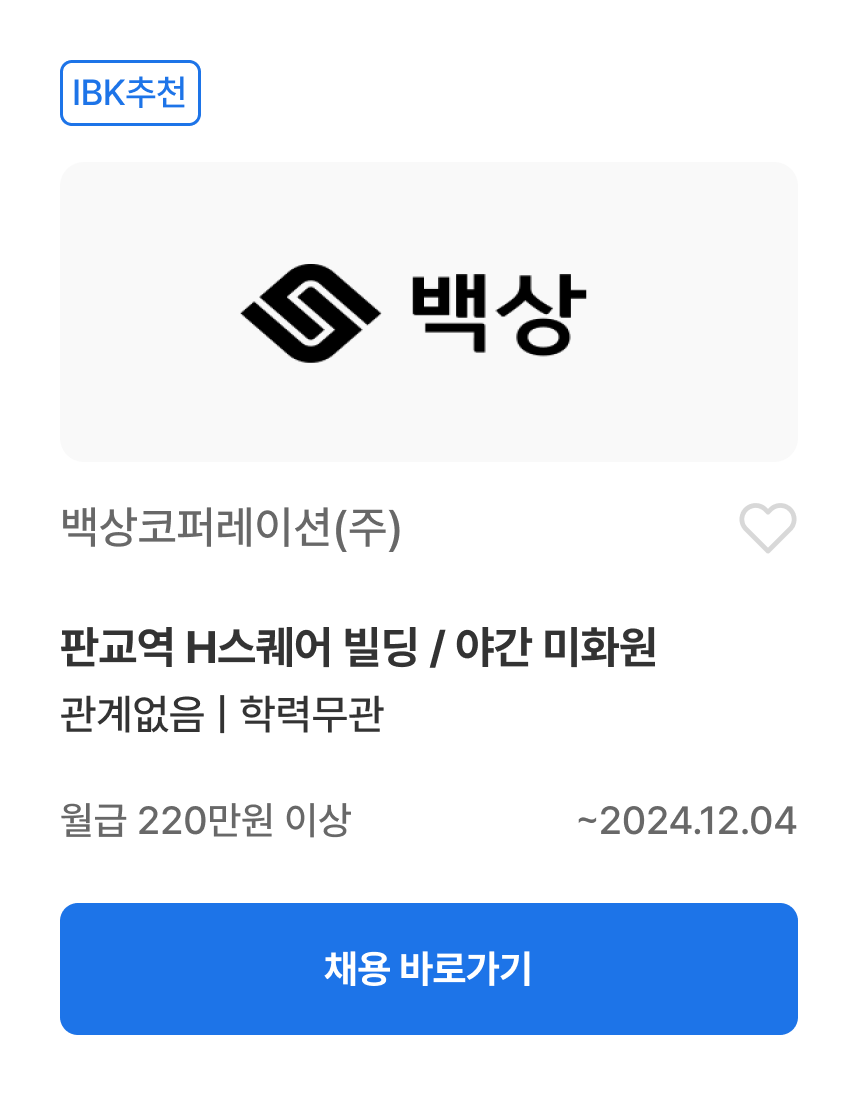 IBK추천
백상
백상코퍼레이션(주)
판교역 H스퀘어 빌딩 / 야간 미화원
관계없음 | 학력무관
월급 220만원 이상
~2024.12.04
채용 바로가기